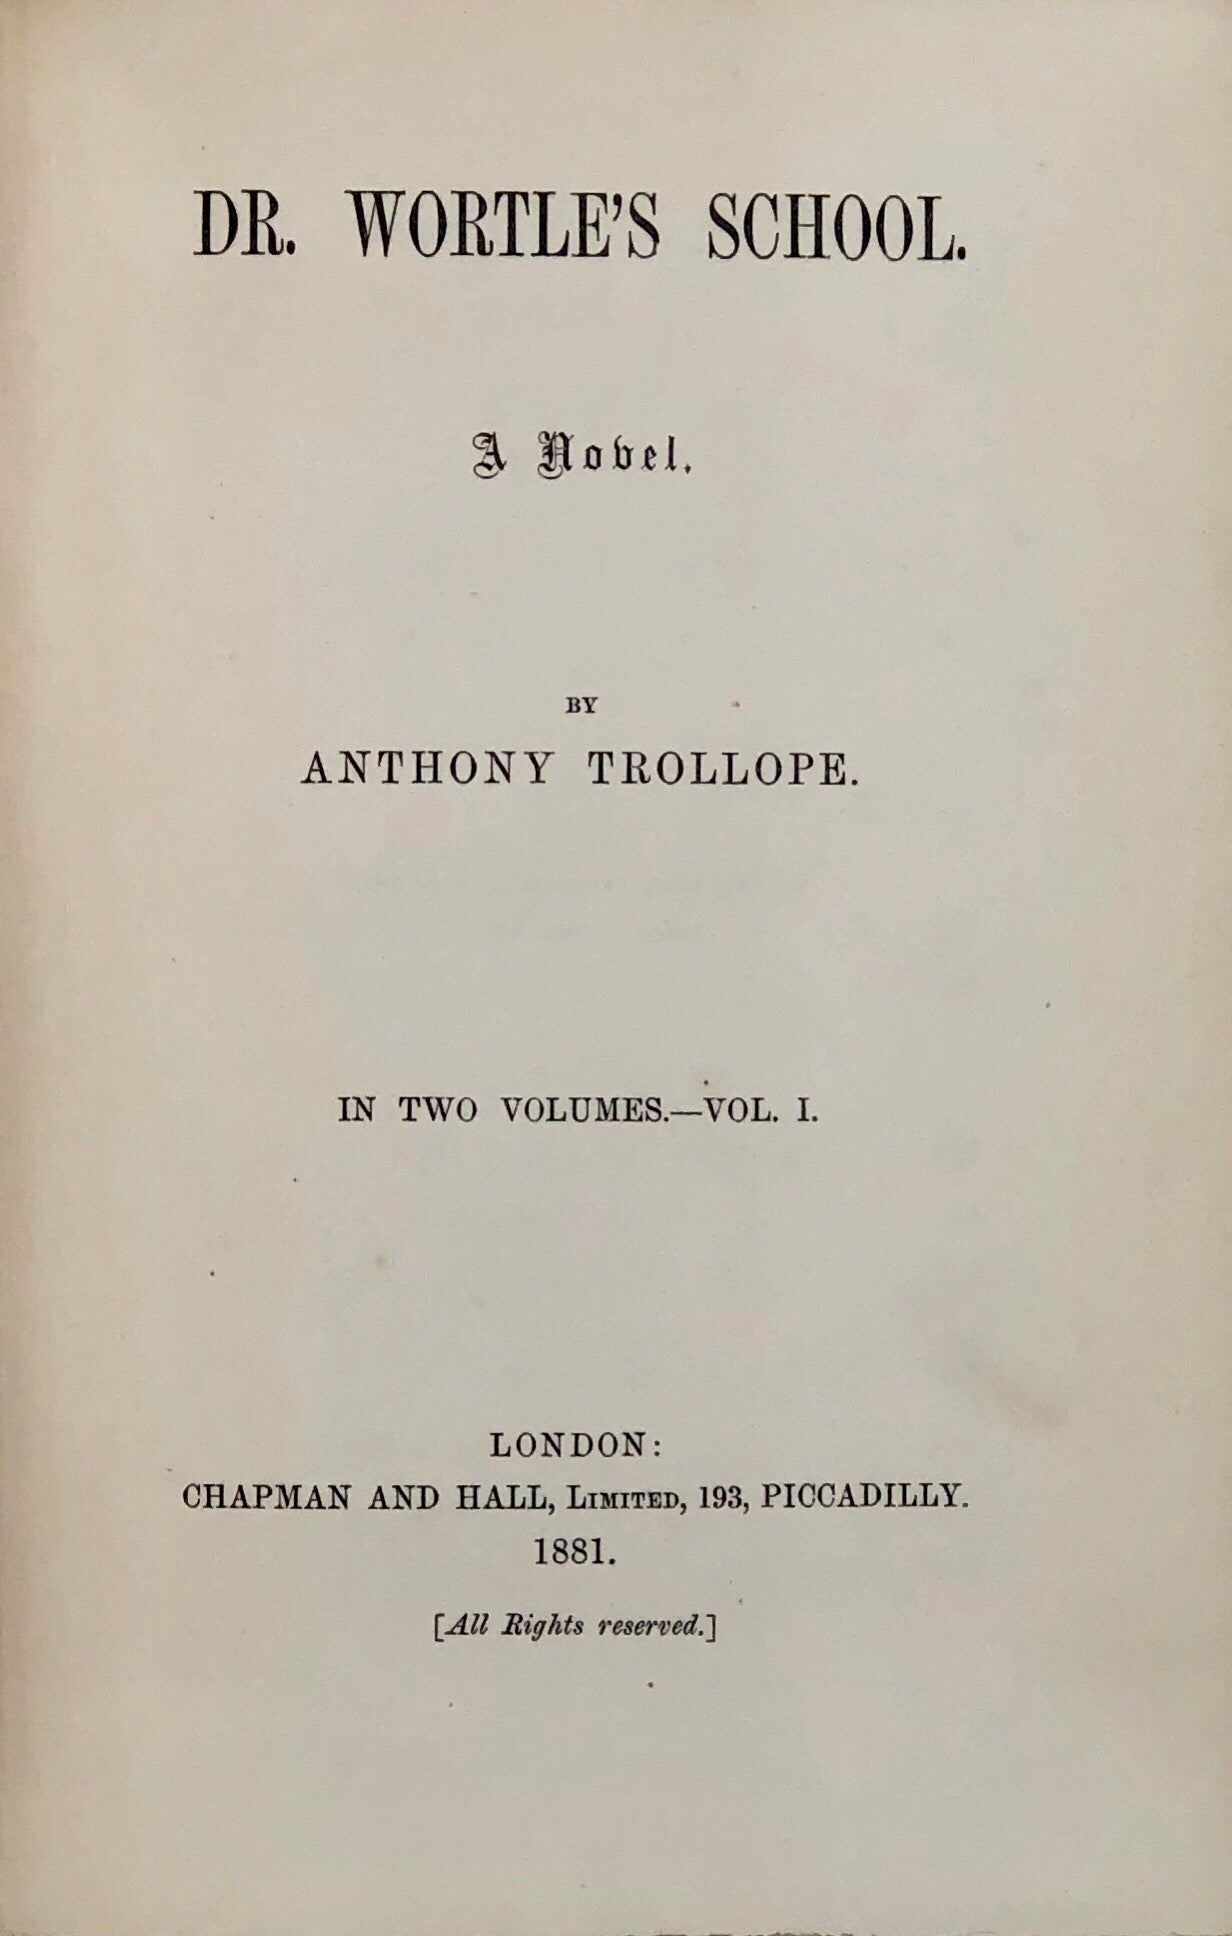 DR. WORTLE'S SCHOOL.
A Novel.
BY
ANTHONY TROLLOPE.
IN TWO VOLUMES.—VOL. I.
LONDON:
CHAPMAN AND HALL, LIMITED, 193, PICCADILLY.
1881.
[All Rights reserved.]